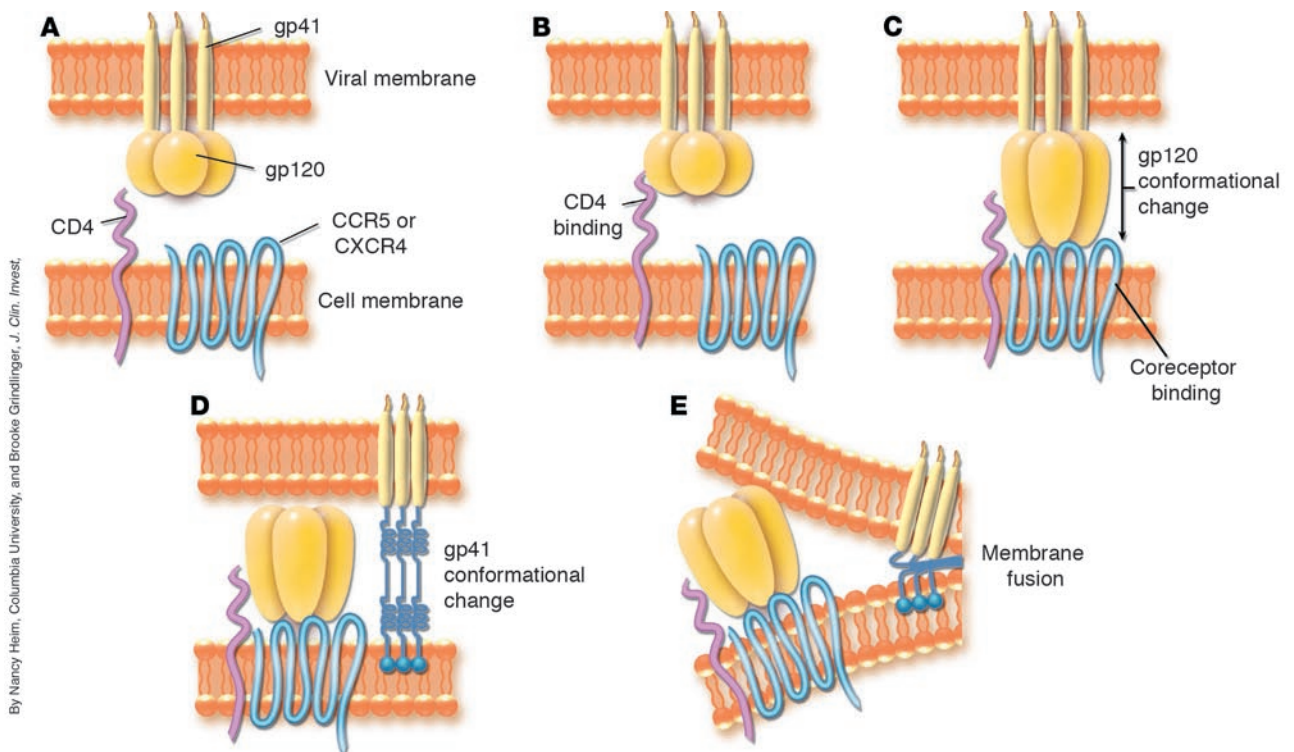 A
gp41
Viral membrane
gp120
CD4
CCR5 or
CXCR4
Cell membrane
B
CD4
binding
C
gp120
conformational
change
Coreceptor
binding
D
gp41
conformational
change
E
Membrane
fusion
By Nancy Heim, Columbia University, and Brooke Grindlinger, J. Clin. Invest,